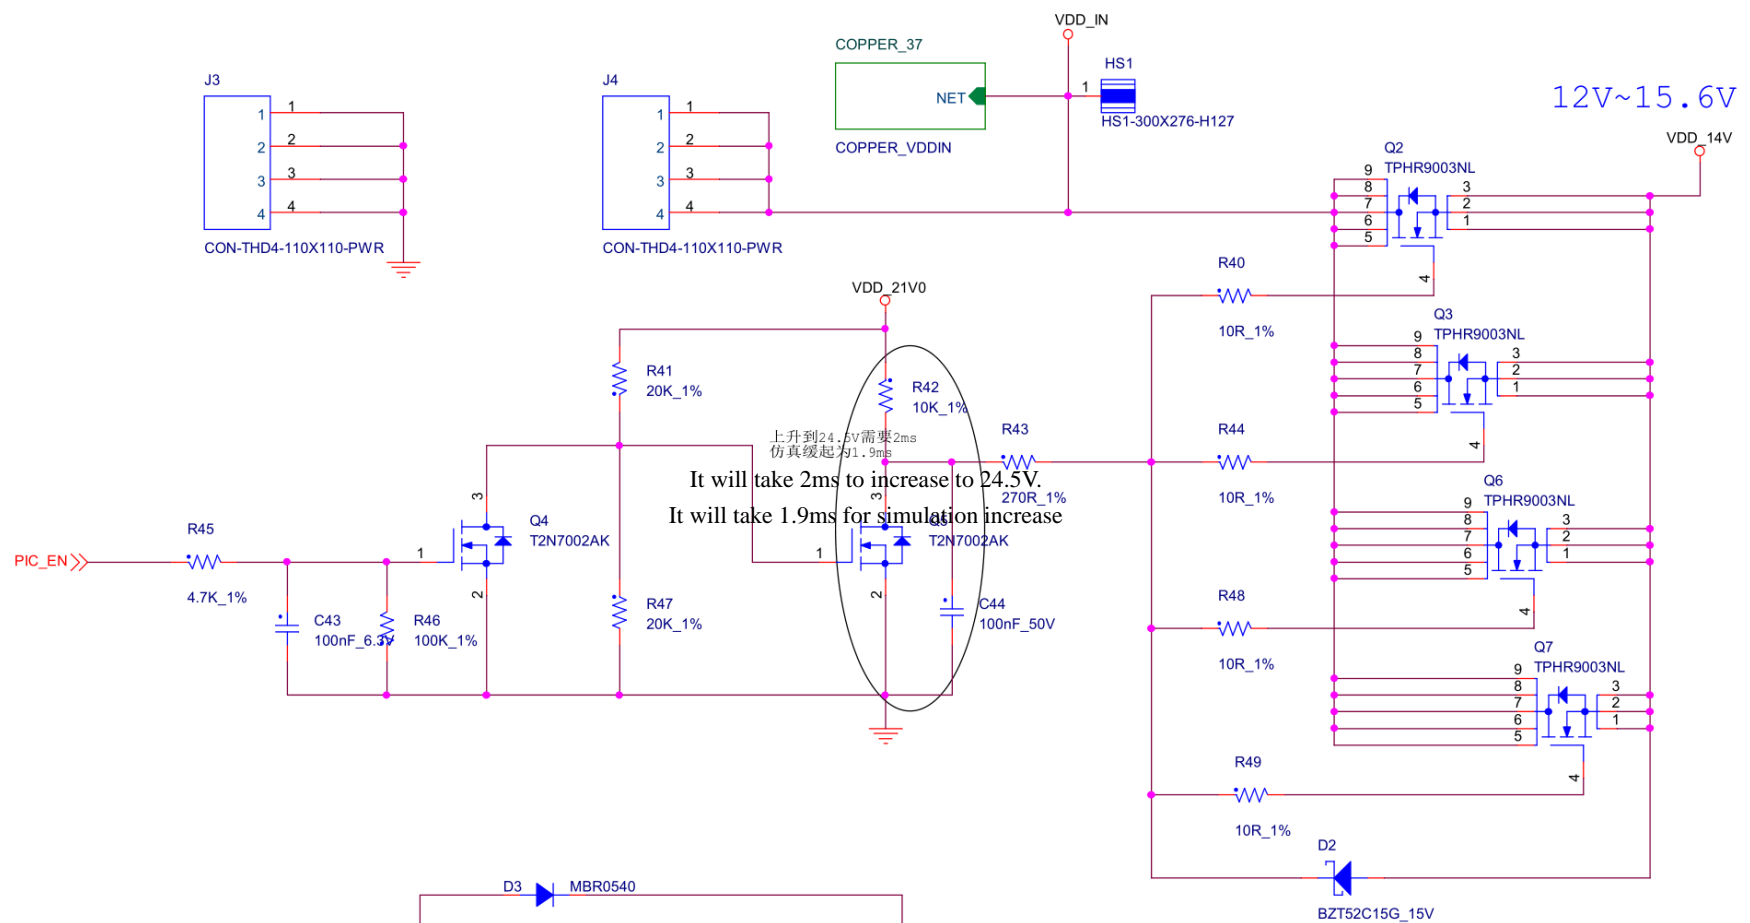 VDD_IN
COPPER_37
HS1
J3
J4
12V~15.6V
NET
1
HS1-300X276-H127
VDD_14V
COPPER_VDDIN
Q2
TPHR9003NL
1 1
2 2
3 3
4 4
1 1
2 2
3 3
4 4
9
8
7
6
5
3
2
1
4
CON-THD4-110X110-PWR
CON-THD4-110X110-PWR
R40
10R_1%
VDD_21V0
Q3
TPHR9003NL
9
8
7
6
5
3
2
1
4
R41
20K_1%
R42
10K_1%
上升到24.5V需要2ms
仿真缓起为1.9ms
R43
270R_1%
R44
10R_1%
It will take 2ms to increase to 24.5V.
It will take 1.9ms for simulation increase
Q6
TPHR9003NL
9
8
7
6
5
3
2
1
4
PIC_EN
R45
4.7K_1%
1
3
2
Q4
T2N7002AK
1
3
2
Q5
T2N7002AK
C43
100nF_6.3V
R46
100K_1%
R47
20K_1%
C44
100nF_50V
R48
10R_1%
Q7
TPHR9003NL
9
8
7
6
5
3
2
1
4
R49
10R_1%
D2
BZT52C15G_15V
D3
MBR0540